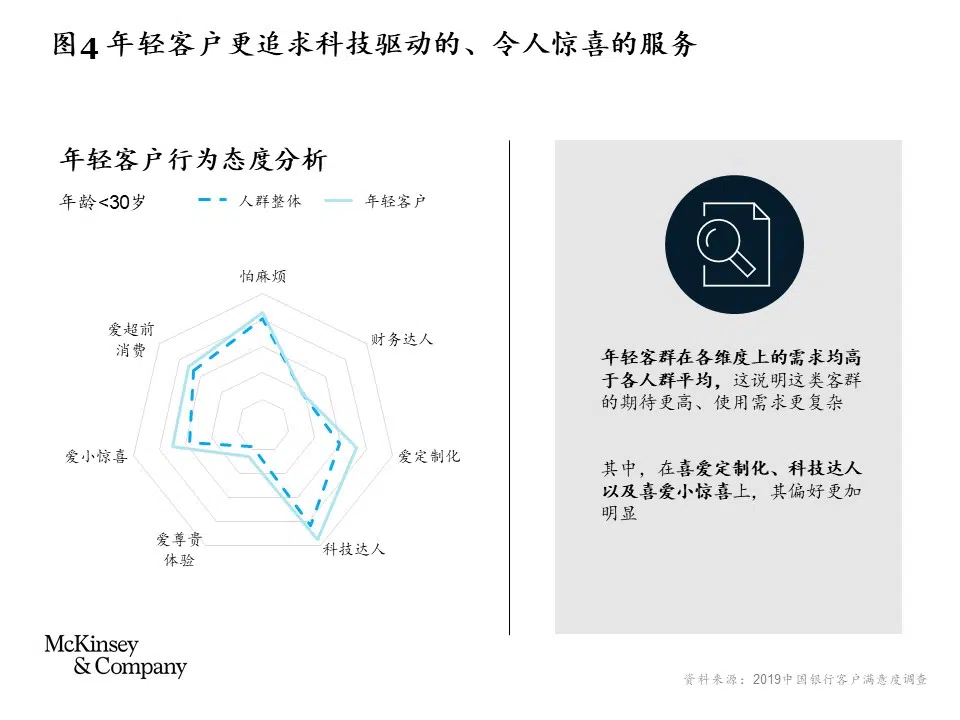 图4 年轻客户更追求科技驱动的、令人惊喜的服务
年轻客户行为态度分析
年龄<30岁
人群整体
年轻客户
怕麻烦
财务达人
爱定制化
科技达人
爱尊贵
体验
爱小惊喜
爱超前
消费
年轻客群在各维度上的需求均高
于各人群平均，这说明这类客群
的期待更高、使用需求更复杂
其中，在喜爱定制化、科技达人
以及喜爱小惊喜上，其偏好更加
明显
McKinsey
& Company
资料来源：2019中国银行客户满意度调查